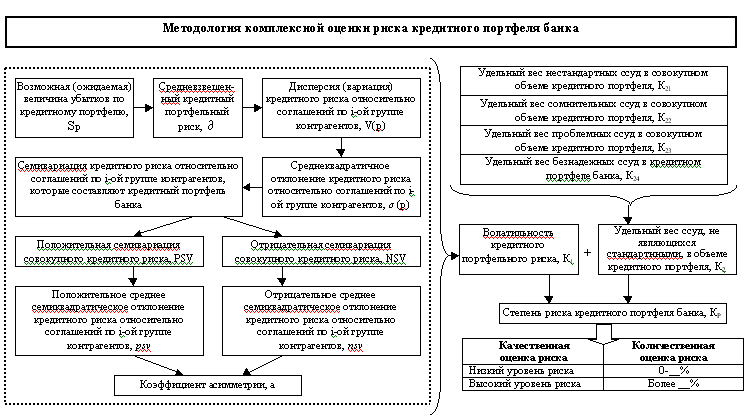 Методология комплексной оценки риска кредитного портфеля банка
Возможная (ожидаемая)
величина убытков по
кредитному портфелю,
Sp
Средневзвешен-
ный кредитный
портфельный
риск, ∂
Дисперсия (вариация)
кредитного риска относительно
соглашений по i-ой группе
контрагентов, V(p)
Семивариация кредитного риска относительно
соглашений по i-ой группе контрагентов,
которые составляют кредитный портфель
банка
Среднеквадратичное
отклонение кредитного риска
относительно соглашений по i-
ой группе контрагентов, σ (p)
Положительная семивариация
совокупного кредитного риска, PSV
Отрицательная семивариация
совокупного кредитного риска, NSV
Положительное среднее
семиквадратическое отклонение
кредитного риска относительно
соглашений по i-ой группе
контрагентов, psv
Отрицательное среднее
семиквадратическое отклонение
кредитного риска относительно
соглашений по i-ой группе
контрагентов, nsv
Коэффициент асимметрии, a
Удельный вес нестандартных ссуд в совокупном
объеме кредитного портфеля, K21
Удельный вес сомнительных ссуд в совокупном
объеме кредитного портфеля, K22
Удельный вес проблемных ссуд в совокупном
объеме кредитного портфеля, K23
Удельный вес безнадежных ссуд в кредитном
портфеле банка, K24
Волатильность
кредитного
портфельного риска, K1
+
Удельный вес ссуд, не
являющихся
стандартными, в объеме
кредитного портфеля, K2
Степень риска кредитного портфеля банка, KP
Качественная
оценка риска
Количественная
оценка риска
Низкий уровень риска 0-__%
Высокий уровень риска Более __%